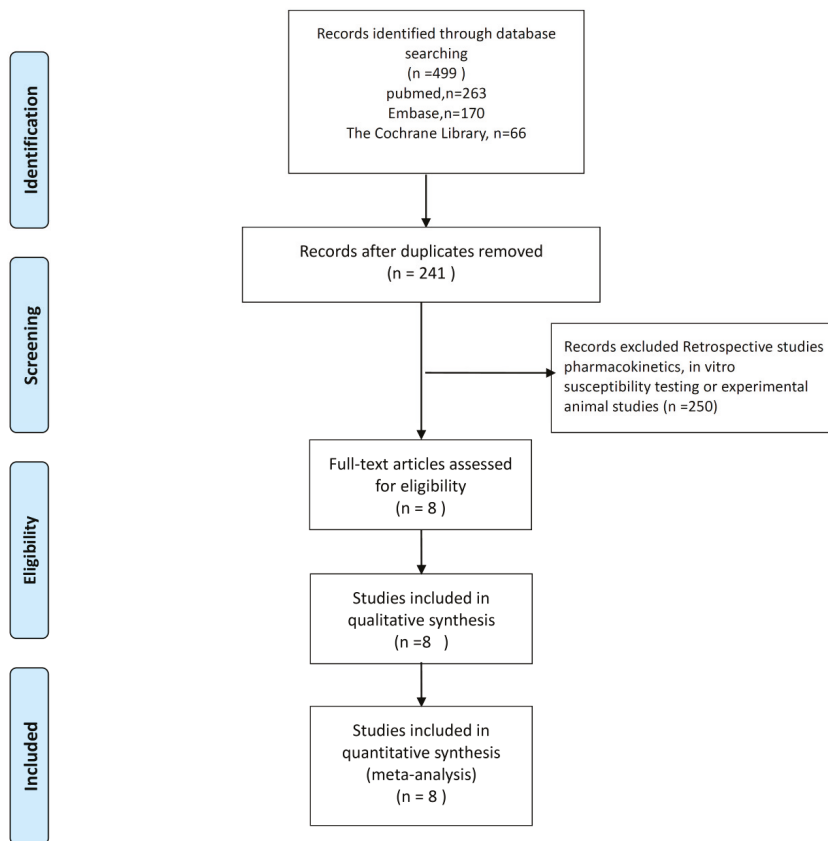 Identification
Records identified through database
searching
(n =499 )
pubmed,n=263
Embase,n=170
The Cochrane Library, n=66
Records after duplicates removed
(n = 241 )
Screening
Records excluded Retrospective studies
pharmacokinetics, in vitro
susceptibility testing or experimental
animal studies (n =250)
Full-text articles assessed
for eligibility
(n = 8 )
Eligibility
Studies included in
qualitative synthesis
(n =8 )
Included
Studies included in
quantitative synthesis
(meta-analysis)
(n = 8 )